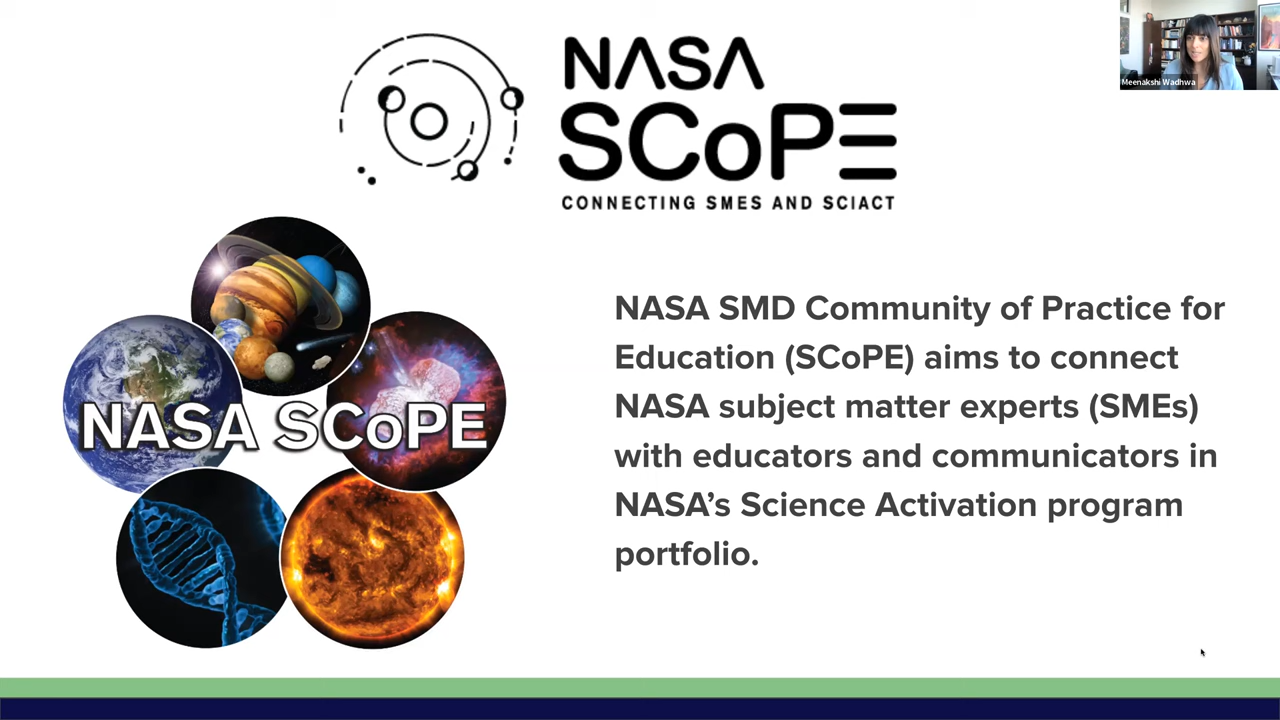 NASA
SCoPE
CONNECTING SMES AND SCIACT
Meenakshi Wadhwa
NASA SCoPE
NASA SMD Community of Practice for
Education (SCoPE) aims to connect
NASA subject matter experts (SMEs)
with educators and communicators in
NASA’s Science Activation program
portfolio.